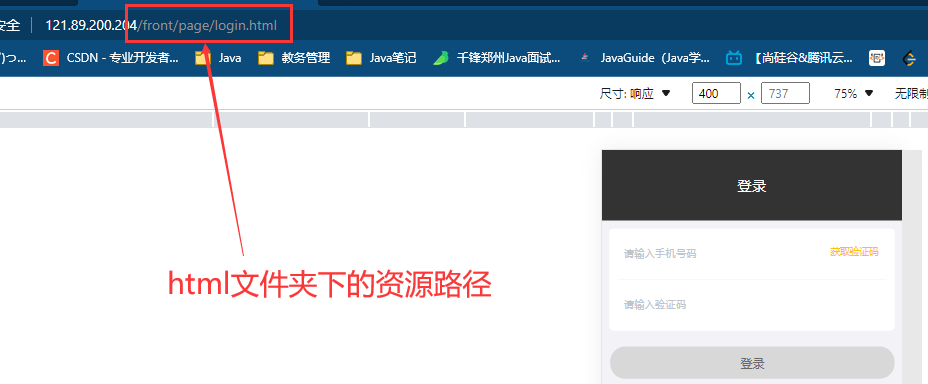 安全 121.89.200.204/front/page/login.html
)つ... CSDN - 专业开发者... Java 教务管理 Java笔记 千锋郑州Java面试... JavaGuide（Java学... 【尚硅谷&腾讯云...
尺寸: 响应 400 × 737 75% 无限制
登录
请输入手机号码 获取验证码
html文件夹下的资源路径
请输入验证码
登录